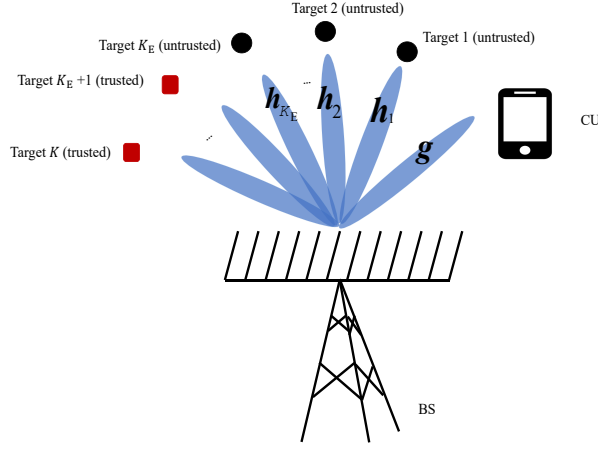 Target 2 (untrusted)
Target 1 (untrusted)
Target K_E (untrusted)
Target K_E +1 (trusted)
...
h_{K_E}
h_2
h_1
CU
...
Target K (trusted)
g
BS